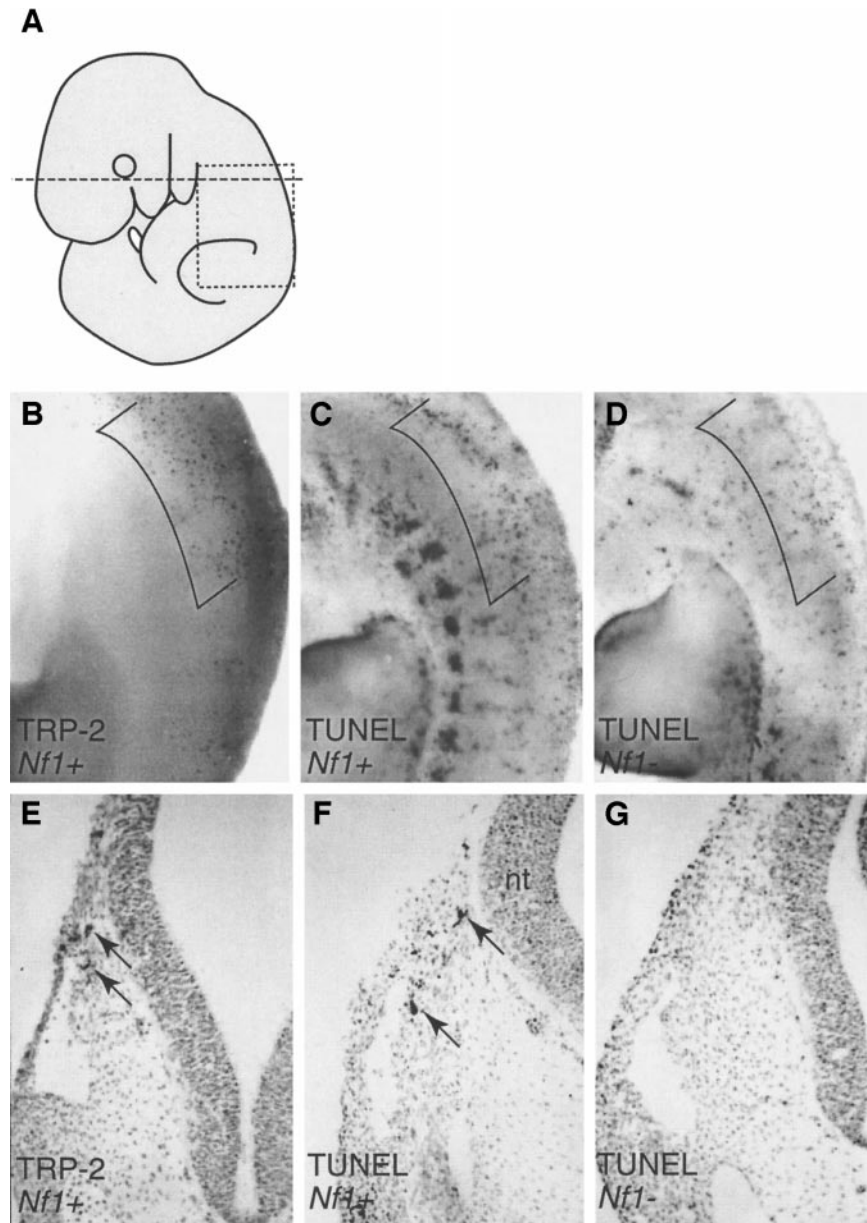 A
B
TRP-2
Nf1+
C
TUNEL
Nf1+
D
TUNEL
Nf1-
E
TRP-2
Nf1+
F
nt
TUNEL
Nf1+
G
TUNEL
Nf1-